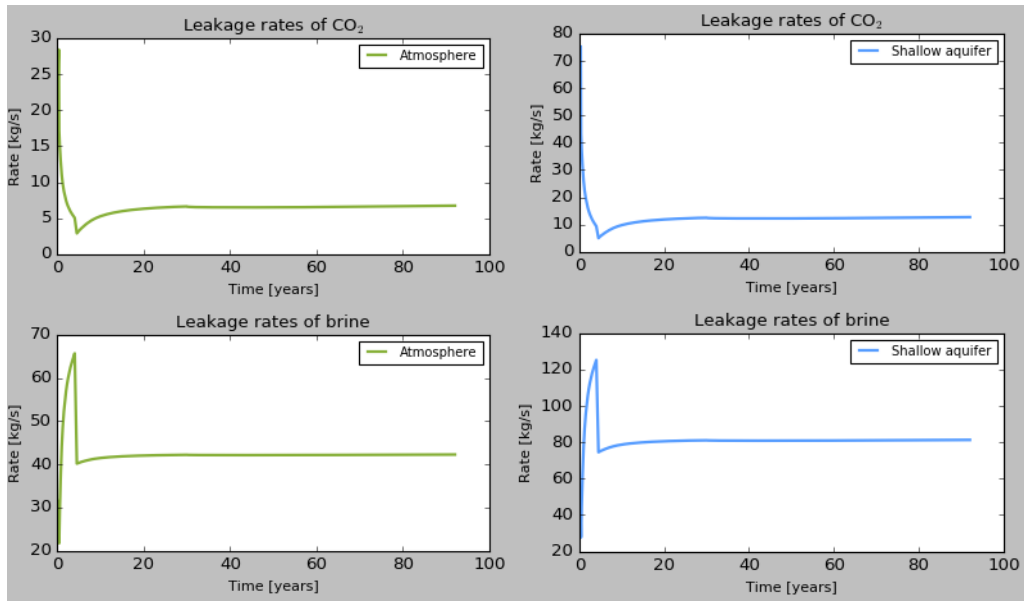 Leakage rates of CO₂
30
25
20
15
10
5
0
Rate [kg/s]
Atmosphere
0 20 40 60 80 100
Time [years]
Leakage rates of CO₂
80
70
60
50
40
30
20
10
0
Rate [kg/s]
Shallow aquifer
0 20 40 60 80 100
Time [years]
Leakage rates of brine
70
60
50
40
30
20
Rate [kg/s]
Atmosphere
0 20 40 60 80 100
Time [years]
Leakage rates of brine
140
120
100
80
60
40
20
Rate [kg/s]
Shallow aquifer
0 20 40 60 80 100
Time [years]